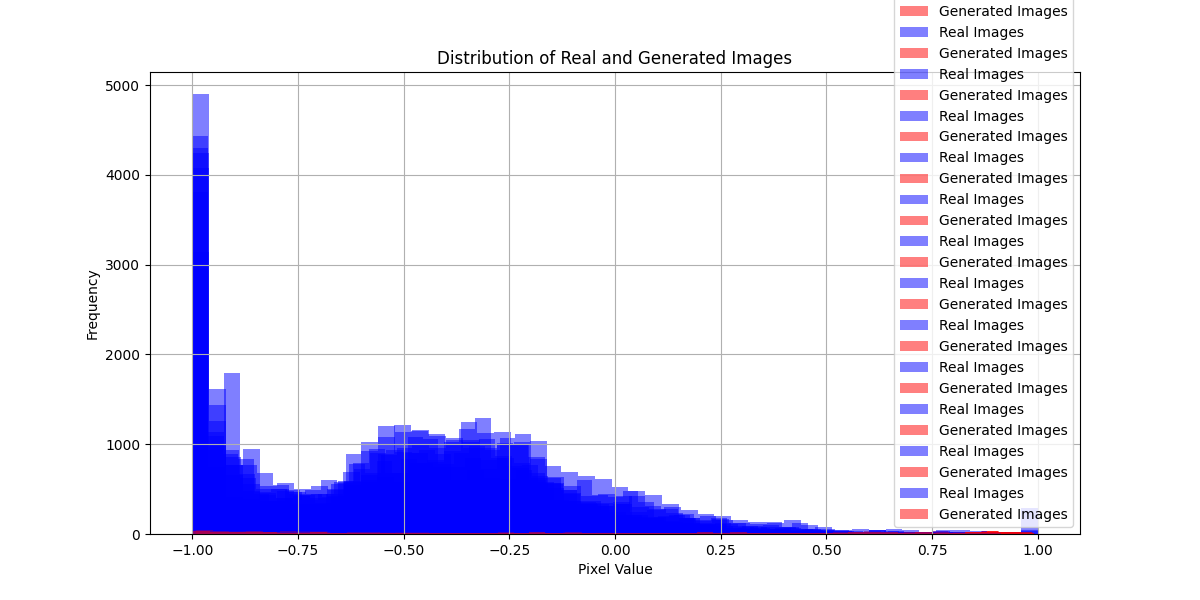 Distribution of Real and Generated Images
Generated Images
Real Images
Generated Images
Real Images
Generated Images
Real Images
Generated Images
Real Images
Generated Images
Real Images
Generated Images
Real Images
Generated Images
Real Images
Generated Images
Real Images
Generated Images
Real Images
Generated Images
Real Images
Generated Images
Real Images
Generated Images
Real Images
Generated Images
5000
4000
3000
2000
1000
0
Frequency
−1.00 −0.75 −0.50 −0.25 0.00 0.25 0.50 0.75 1.00
Pixel Value